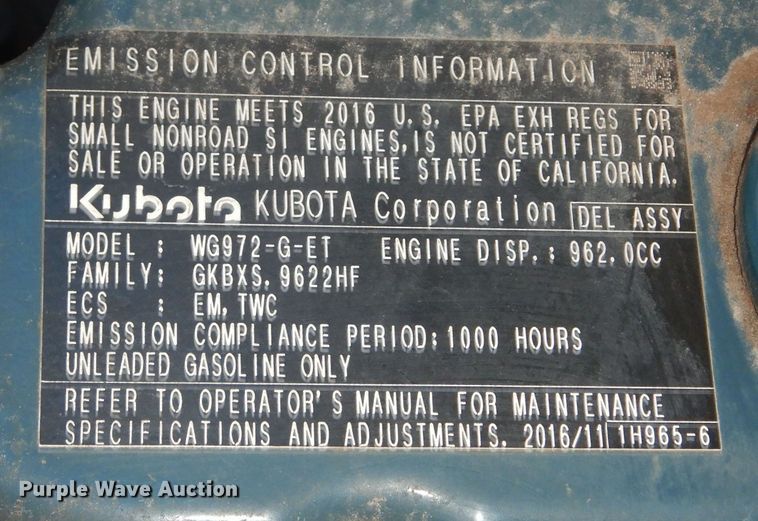 EMISSION CONTROL INFORMATION
THIS ENGINE MEETS 2016 U.S. EPA EXH REGS FOR
SMALL NONROAD SI ENGINES,IS NOT CERTIFIED FOR
SALE OR OPERATION IN THE STATE OF CALIFORNIA.
Kubota KUBOTA Corporation DEL ASSY
MODEL : WG972-G-ET ENGINE DISP.: 962.0CC
FAMILY: GKBXS.9622HF
ECS : EM,TWC
EMISSION COMPLIANCE PERIOD:1000 HOURS
UNLEADED GASOLINE ONLY
REFER TO OPERATOR'S MANUAL FOR MAINTENANCE
SPECIFICATIONS AND ADJUSTMENTS. 2016/11 1H965-6
Purple Wave Auction